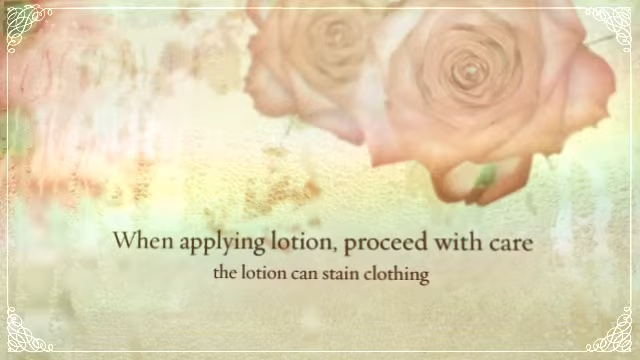 When applying lotion, proceed with care
the lotion can stain clothing